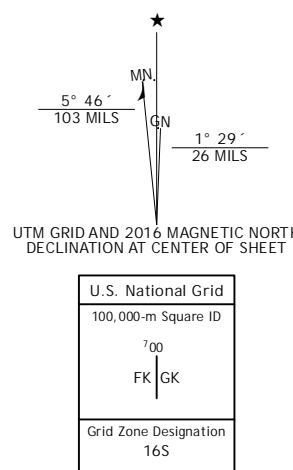 ★
MN.
5° 46´
103 MILS
GN
1° 29´
26 MILS
UTM GRID AND 2016 MAGNETIC NORTH
DECLINATION AT CENTER OF SHEET
U.S. National Grid
100,000-m Square ID
⁷00
FK GK
Grid Zone Designation
16S